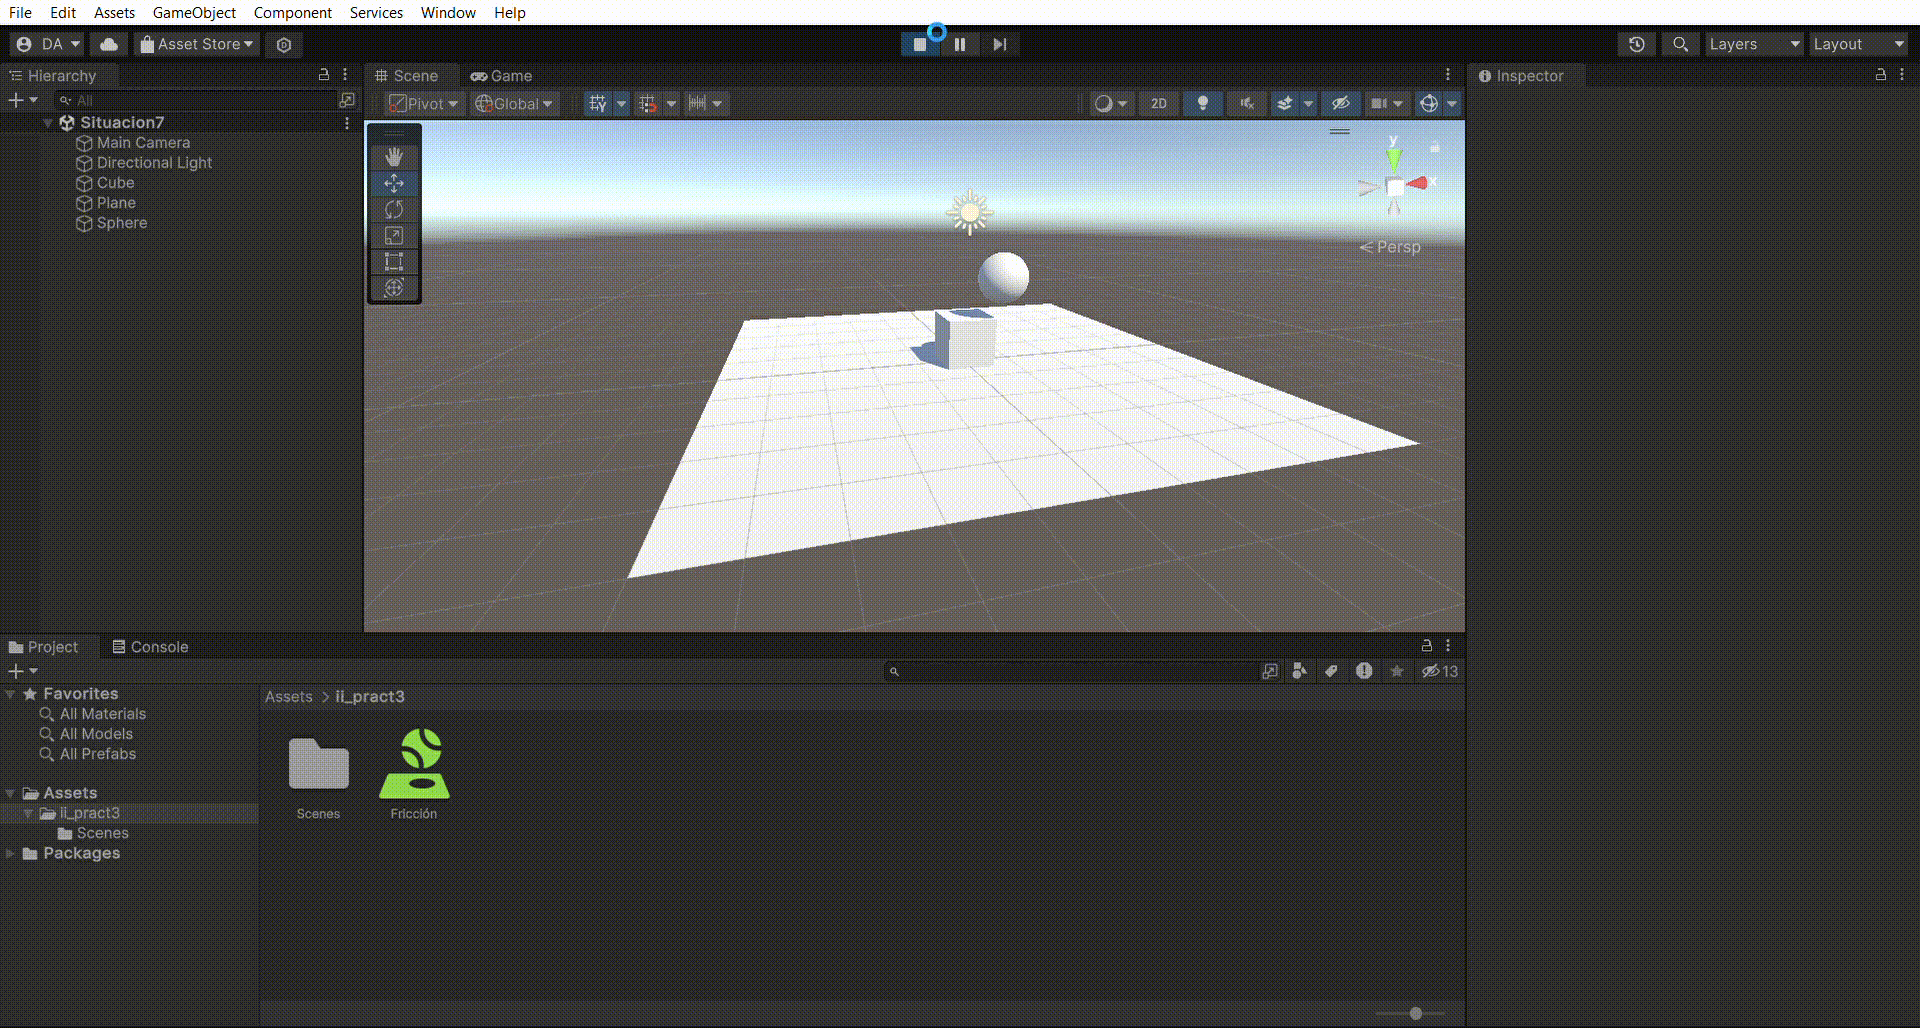 File Edit Assets GameObject Component Services Window Help
DA Asset Store Layers Layout
Hierarchy
All
Situacion7
Main Camera
Directional Light
Cube
Plane
Sphere
Scene Game
Pivot Global 2D
y
x
Persp
Inspector
Project Console
13
Favorites
All Materials
All Models
All Prefabs
Assets
ii_pract3
Scenes
Packages
Assets > ii_pract3
Scenes Fricción